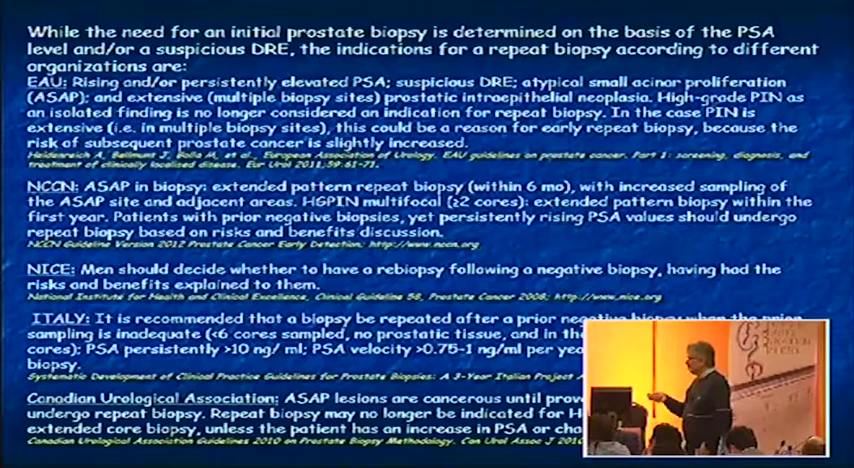 While the need for an initial prostate biopsy is determined on the basis of the PSA
level and/or a suspicious DRE, the indications for a repeat biopsy according to different
organizations are:
EAU: Rising and/or persistently elevated PSA; suspicious DRE; atypical small acinar proliferation
(ASAP); and extensive (multiple biopsy sites) prostatic intraepithelial neoplasia. High-grade PIN as
an isolated finding is no longer considered an indication for repeat biopsy. In the case PIN is
extensive (i.e. in multiple biopsy sites), this could be a reason for early repeat biopsy, because the
risk of subsequent prostate cancer is slightly increased.
Heidenreich A, Bellmunt J, Bolla M, et al., European Association of Urology. EAU guidelines on prostate cancer. Part 1: screening, diagnosis, and
treatment of clinically localised disease. Eur Urol 2011;59:61-71.
NCCN: ASAP in biopsy: extended pattern repeat biopsy (within 6 mo), with increased sampling of
the ASAP site and adjacent areas. HGPIN multifocal (≥2 cores): extended pattern biopsy within the
first year. Patients with prior negative biopsies, yet persistently rising PSA values should undergo
repeat biopsy based on risks and benefits discussion.
NCCN Guideline Version 2012 Prostate Cancer Early Detection; http://www.nccn.org
NICE: Men should decide whether to have a rebiopsy following a negative biopsy, having had the
risks and benefits explained to them.
National Institute for Health and Clinical Excellence, Clinical Guideline 58, Prostate Cancer 2008; http://www.nice.org
ITALY: It is recommended that a biopsy be repeated after a prior negative biopsy when the prior
sampling is inadequate (<6 cores sampled, no prostatic tissue, and in the
cores); PSA persistently >10 ng/ ml; PSA velocity >0.75-1 ng/ml per yea
biopsy.
Systematic Development of Clinical Practice Guidelines for Prostate Biopsies: A 3-Year Italian Project
Canadian Urological Association: ASAP lesions are cancerous until prov
undergo repeat biopsy. Repeat biopsy may no longer be indicated for H
extended core biopsy, unless the patient has an increase in PSA or cha
Canadian Urological Association Guidelines 2010 on Prostate Biopsy Methodology. Can Urol Assoc J 2010